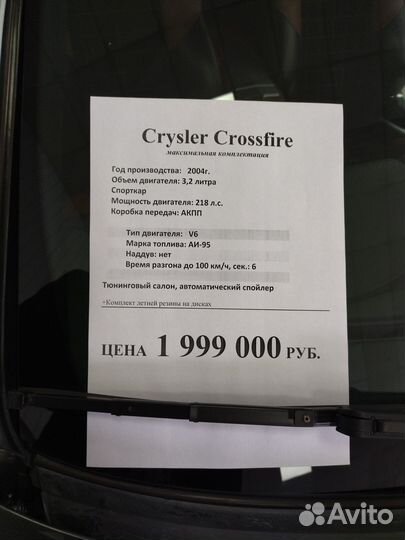 Crysler Crossfire
максимальная комплектация
Год производства: 2004г.
Объем двигателя: 3,2 литра
Спорткар
Мощность двигателя: 218 л.с.
Коробка передач: АКПП
Тип двигателя: V6
Марка топлива: АИ-95
Наддув: нет
Время разгона до 100 км/ч, сек.: 6
Тюнинговый салон, автоматический спойлер
+Комплект летней резины на дисках
ЦЕНА 1 999 000 РУБ.
Avito